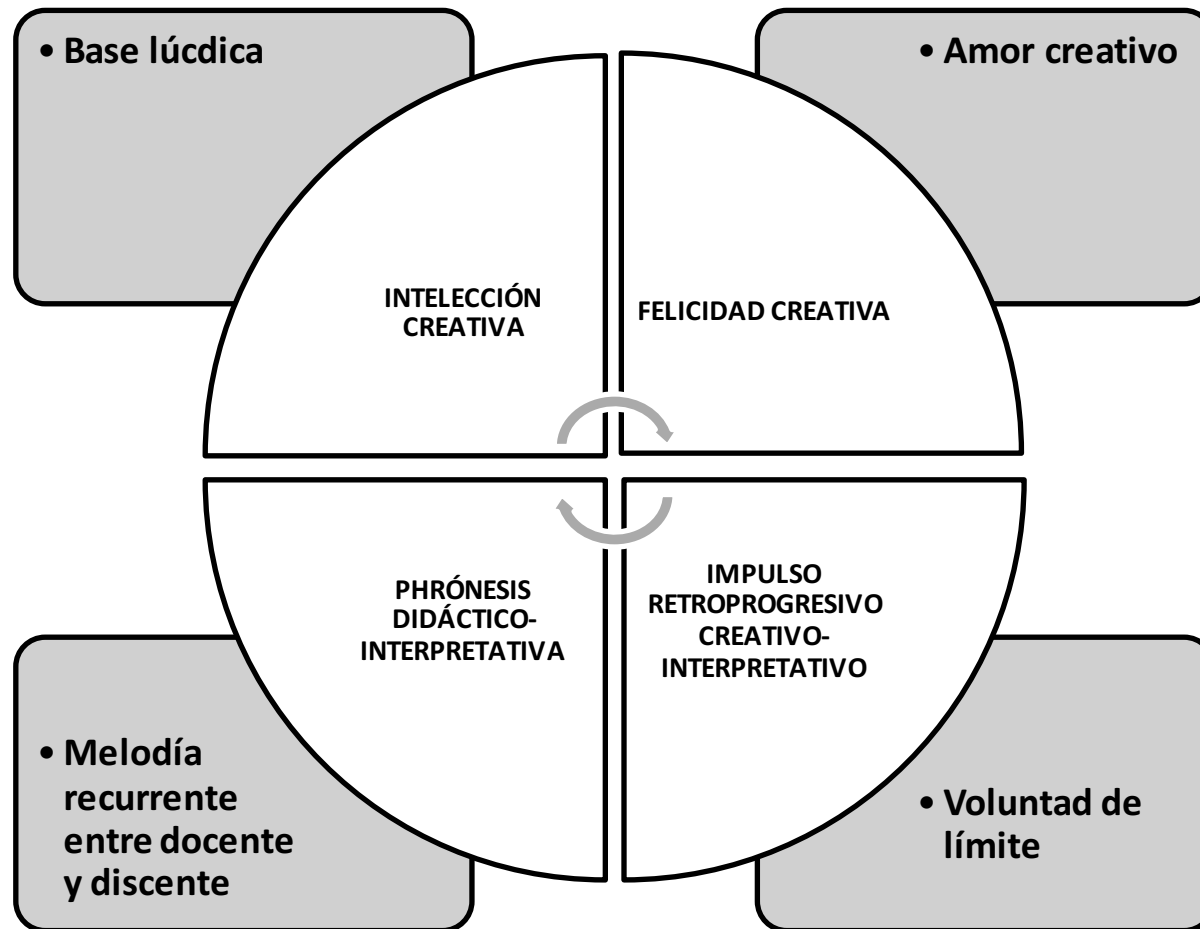 • Base lúcdica
• Amor creativo
INTELECCIÓN
CREATIVA
FELICIDAD CREATIVA
PHRÓNESIS
DIDÁCTICO-
INTERPRETATIVA
IMPULSO
RETROPROGRESIVO
CREATIVO-
INTERPRETATIVO
• Melodía
recurrente
entre docente
y discente
• Voluntad de
límite